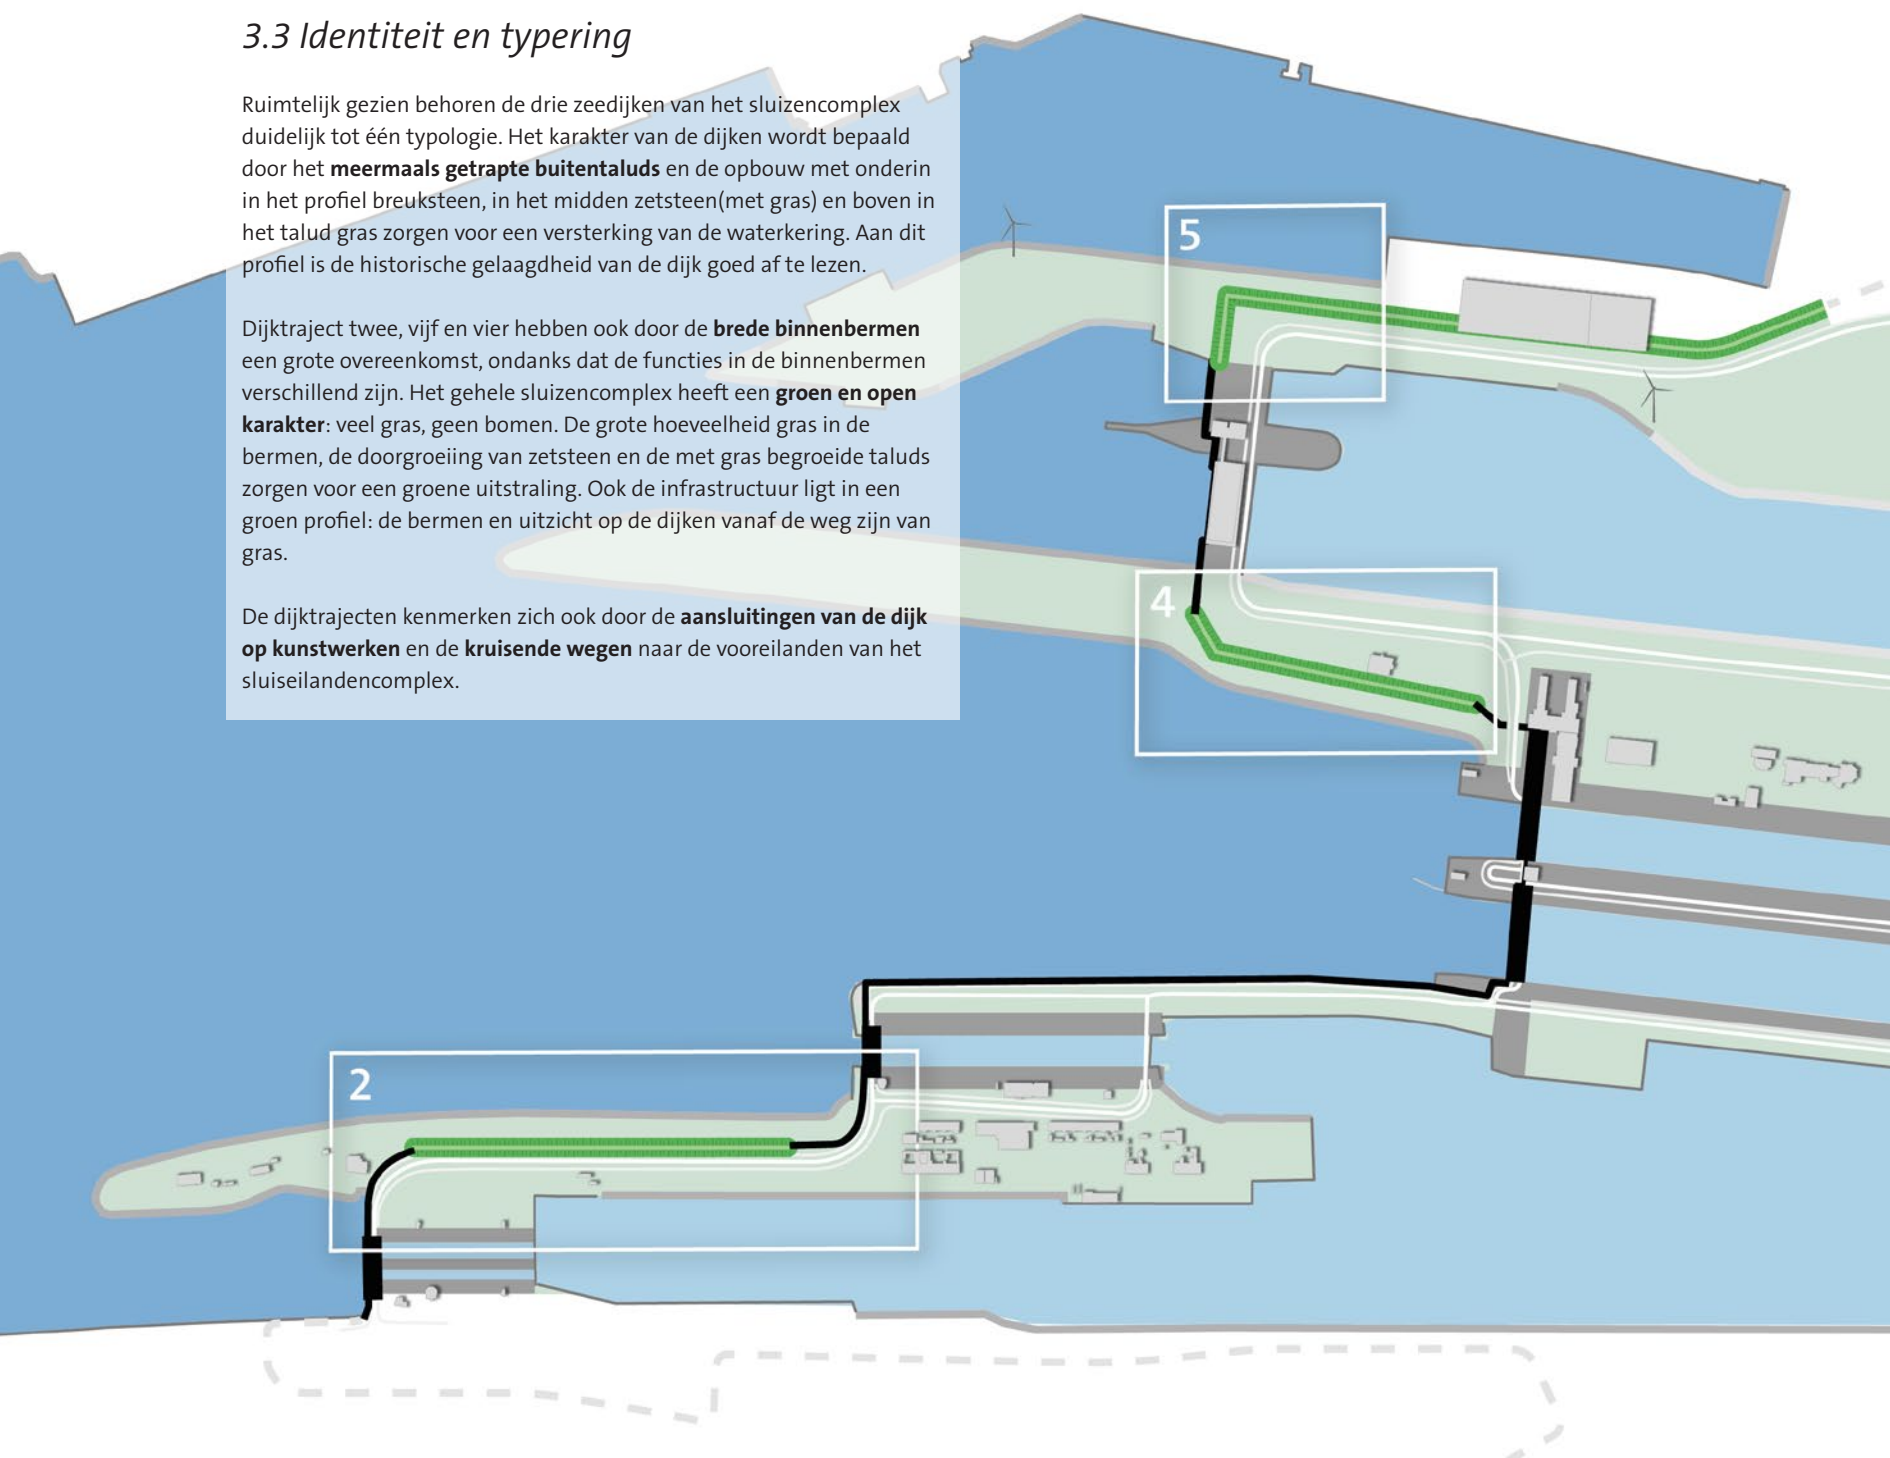 3.3 Identiteit en typering
Ruimtelijk gezien behoren de drie zeedijken van het sluizencomplex
duidelijk tot één typologie. Het karakter van de dijken wordt bepaald
door het meermaals getrapte buitentaluds en de opbouw met onderin
in het profiel breuksteen, in het midden zetsteen(met gras) en boven in
het talud gras zorgen voor een versterking van de waterkering. Aan dit
profiel is de historische gelaagdheid van de dijk goed af te lezen.
Dijktraject twee, vijf en vier hebben ook door de brede binnenbermen
een grote overeenkomst, ondanks dat de functies in de binnenbermen
verschillend zijn. Het gehele sluizencomplex heeft een groen en open
karakter: veel gras, geen bomen. De grote hoeveelheid gras in de
bermen, de doorgroeiing van zetsteen en de met gras begroeide taluds
zorgen voor een groene uitstraling. Ook de infrastructuur ligt in een
groen profiel: de bermen en uitzicht op de dijken vanaf de weg zijn van
gras.
De dijktrajecten kenmerken zich ook door de aansluitingen van de dijk
op kunstwerken en de kruisende wegen naar de vooreilanden van het
sluiseilandencomplex.
5
4
2